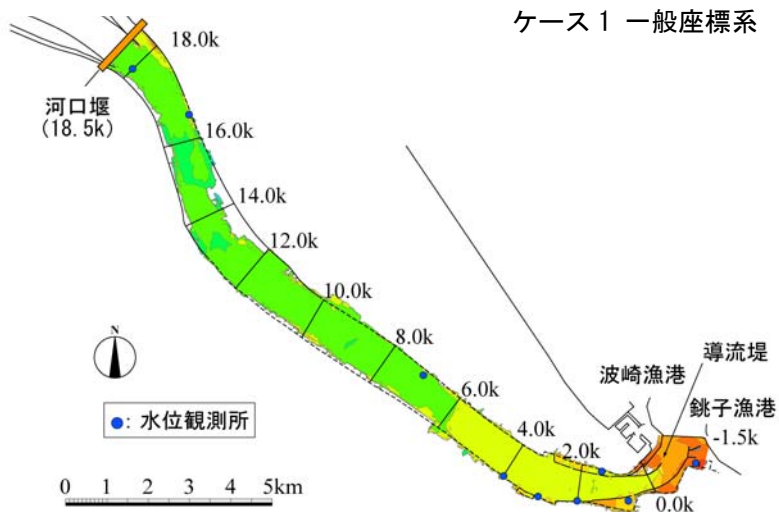 ケース1 一般座標系
18.0k
河口堰
(18.5k)
16.0k
14.0k
12.0k
10.0k
8.0k
6.0k
4.0k
2.0k
0.0k
-1.5k
導流堤
波崎漁港
銚子漁港
N
●: 水位観測所
0 1 2 3 4 5km